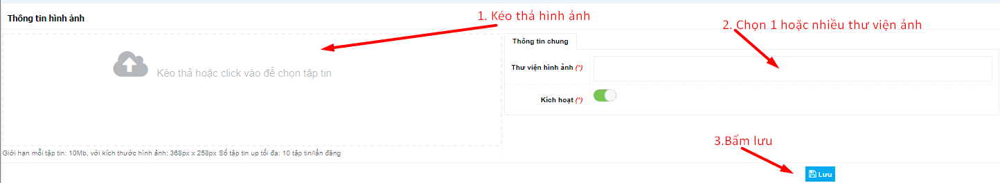 Thông tin hình ảnh
1. Kéo thả hình ảnh
2. Chọn 1 hoặc nhiều thư viện ảnh
Kéo thả hoặc click vào để chọn tập tin
Thông tin chung
Thư viện hình ảnh (*)
Kích hoạt (*)
Giới hạn mỗi tập tin: 10Mb, với kích thước hình ảnh: 368px x 258px Số tập tin up tối đa: 10 tập tin/lần đăng
3.Bấm lưu
Lưu